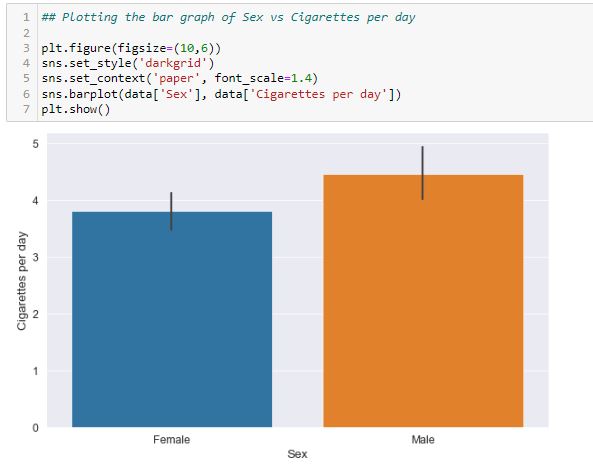 1 ## Plotting the bar graph of Sex vs Cigarettes per day
2
3 plt.figure(figsize=(10,6))
4 sns.set_style('darkgrid')
5 sns.set_context('paper', font_scale=1.4)
6 sns.barplot(data['Sex'], data['Cigarettes per day'])
7 plt.show()
5
4
3
2
1
0
Cigarettes per day
Female Male
Sex